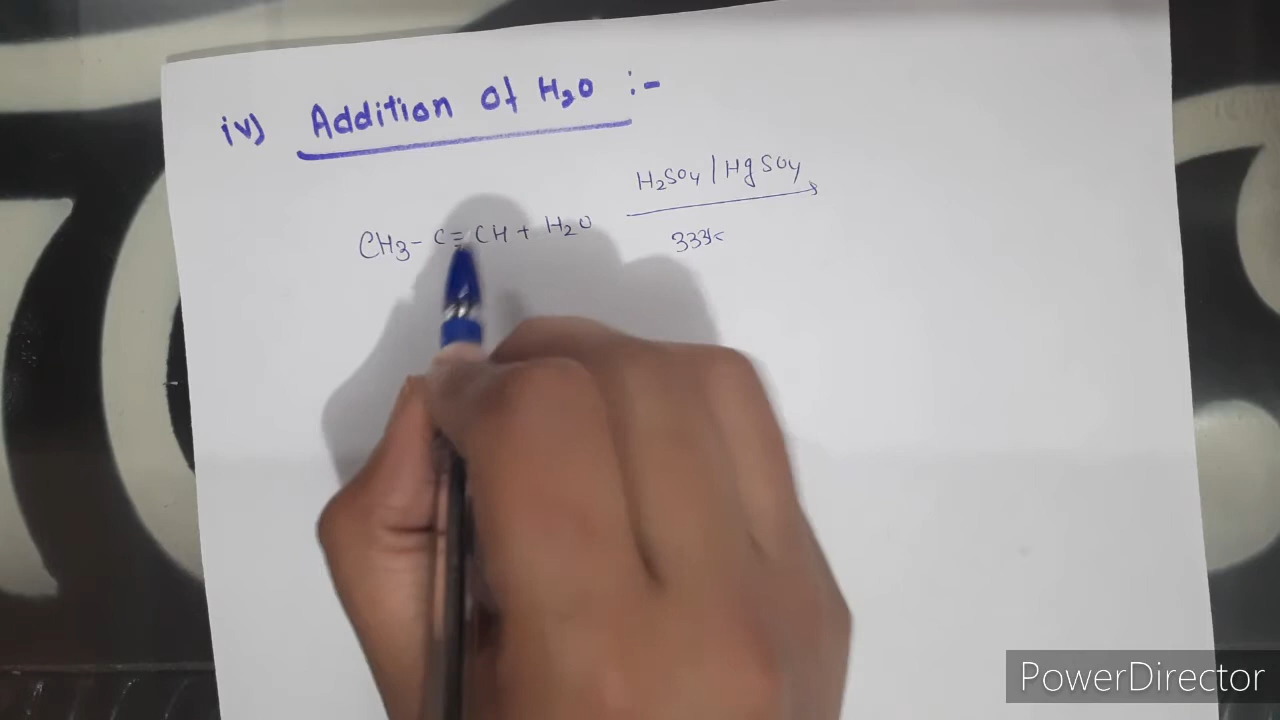 iv) Addition of H2O :-
H2SO4 / HgSO4
CH3 - C = CH + H2O
333K
PowerDirector